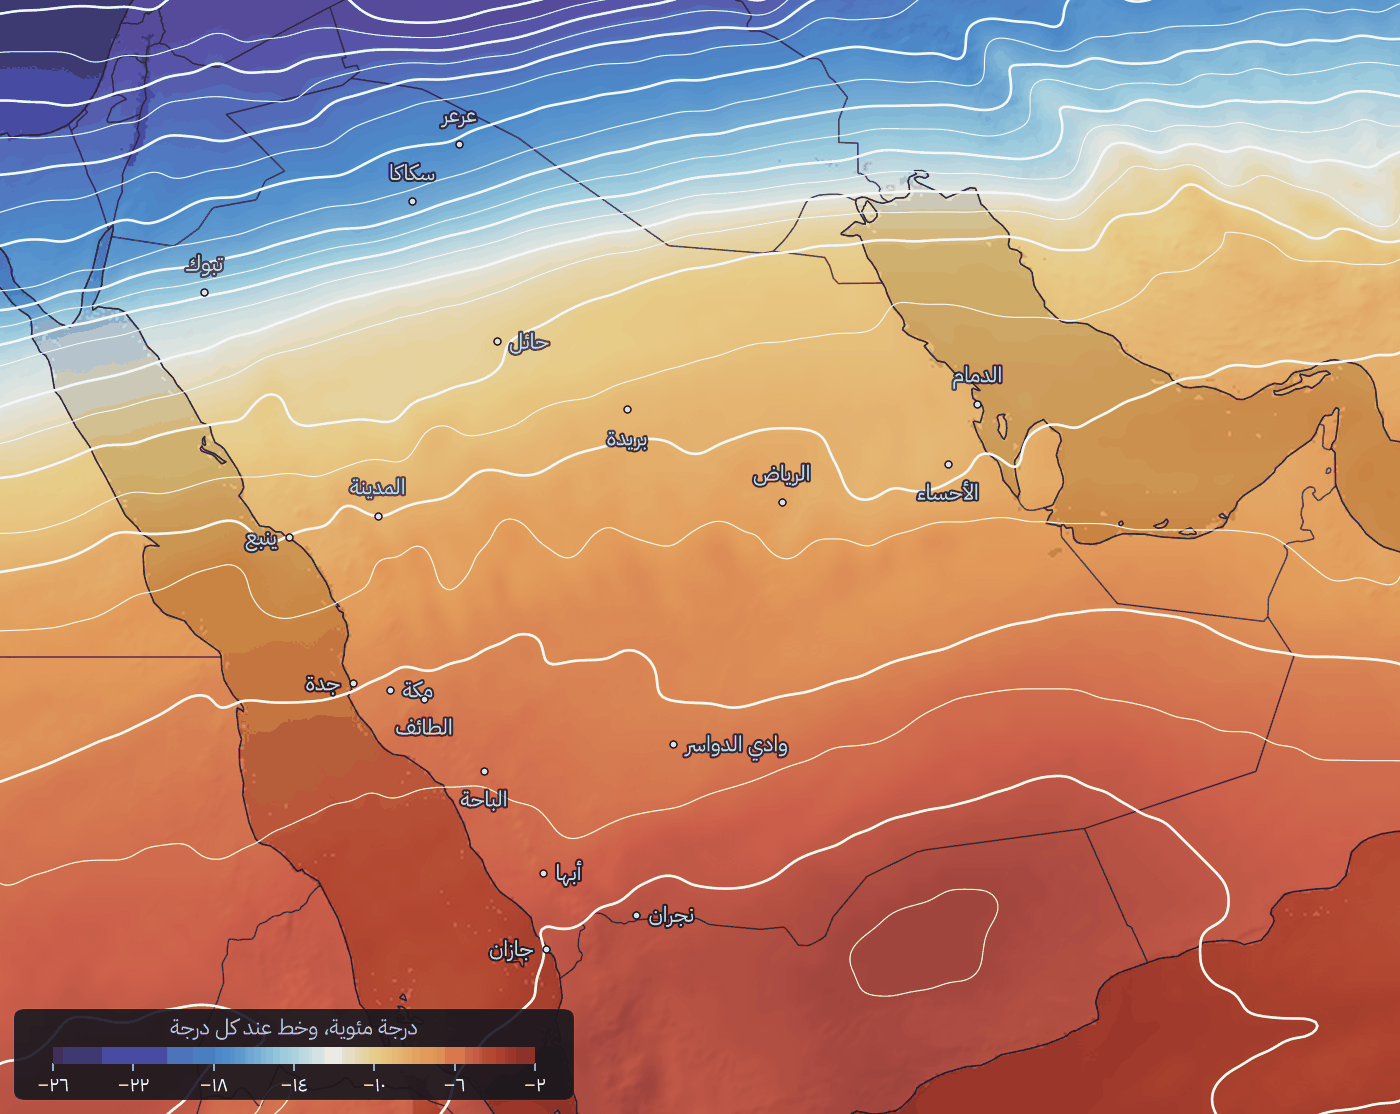 عرعر
سكاكا
تبوك
حائل
الدمام
بريدة
الرياض
المدينة
الأحساء
ينبع
جدة
مكة
الطائف
وادي الدواسر
الباحة
أبها
نجران
جازان
درجة مئوية، وخط عند كل درجة
−٢٦ −٢٢ −١٨ −١٤ −١٠ −٦ −٢